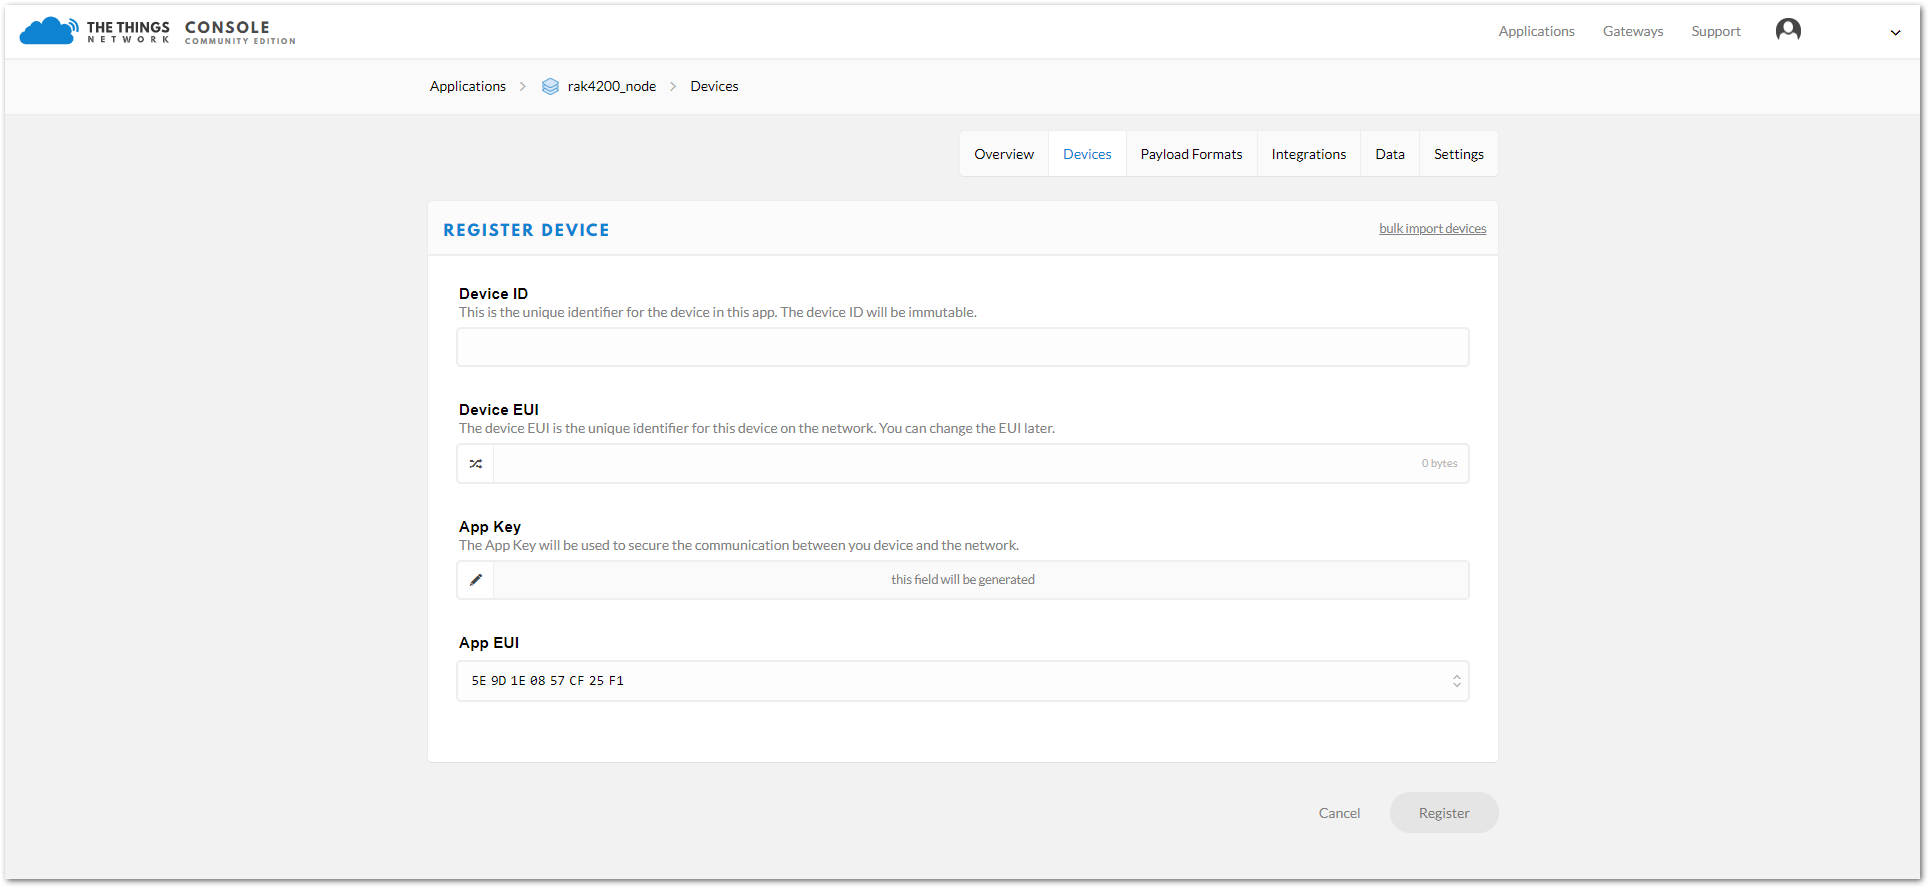 THE THINGS
NETWORK
CONSOLE
COMMUNITY EDITION
Applications
Gateways
Support
Applications
rak4200_node
Devices
Overview
Devices
Payload Formats
Integrations
Data
Settings
REGISTER DEVICE
bulk import devices
Device ID
This is the unique identifier for the device in this app. The device ID will be immutable.
Device EUI
The device EUI is the unique identifier for this device on the network. You can change the EUI later.
0 bytes
App Key
The App Key will be used to secure the communication between you device and the network.
this field will be generated
App EUI
5E 9D 1E 08 57 CF 25 F1
Cancel
Register